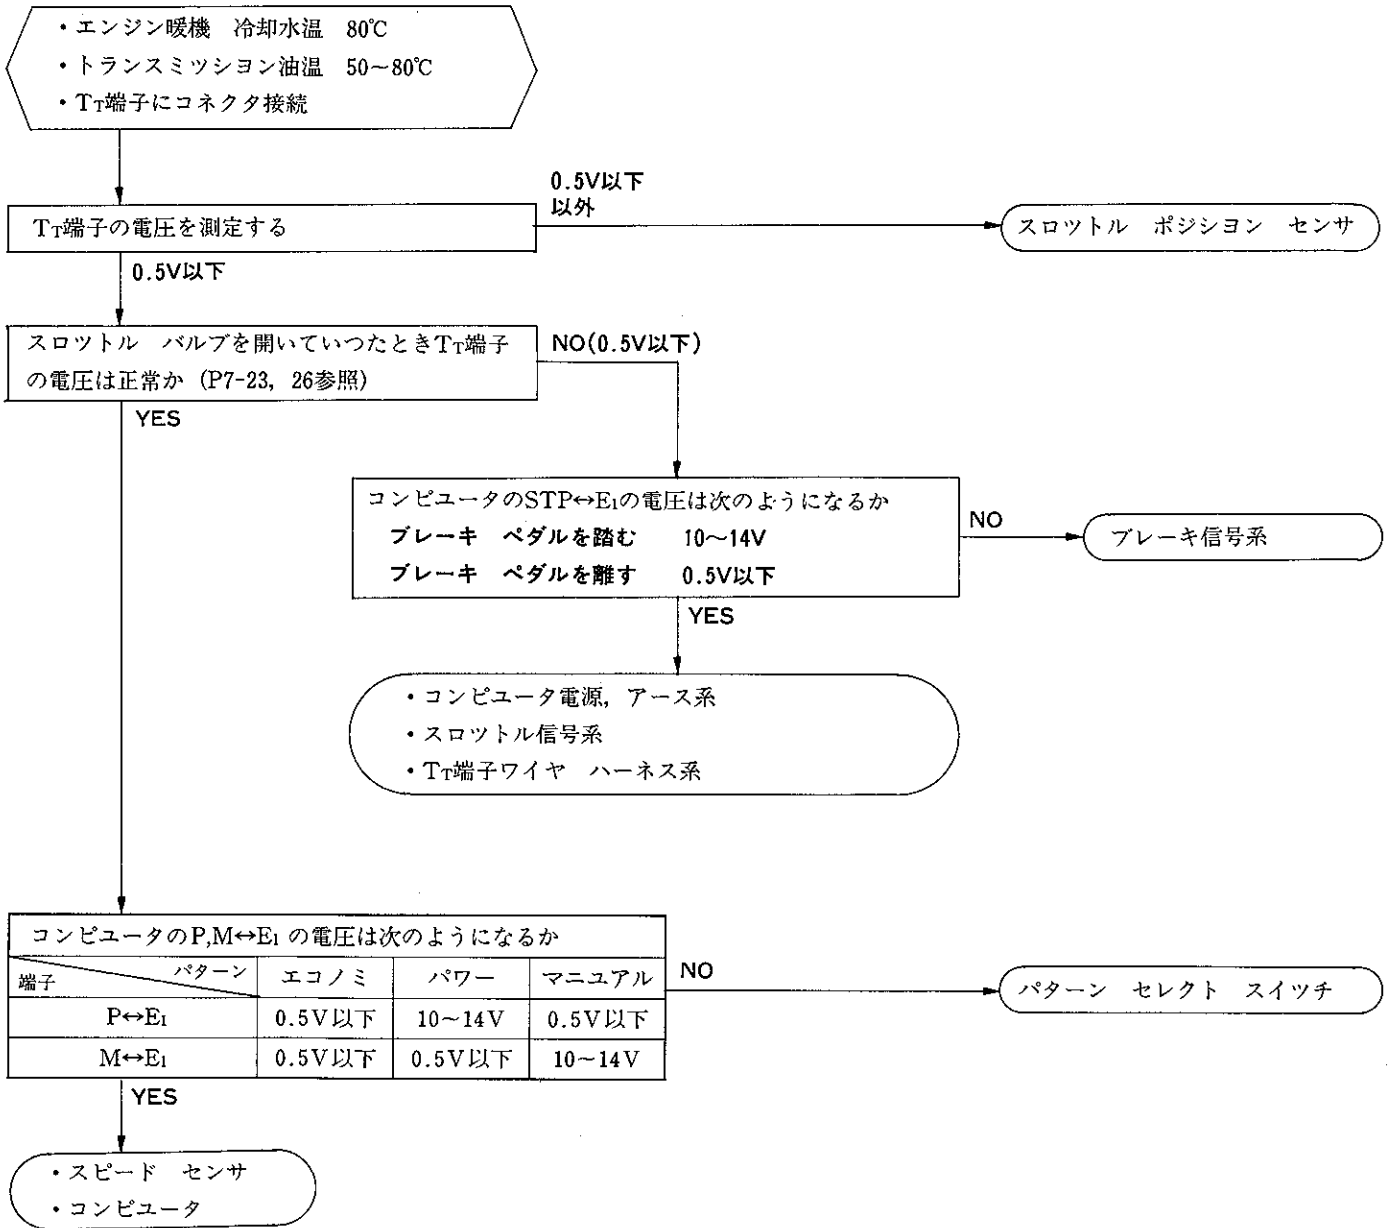 ・エンジン暖機 冷却水温 80℃
・トランスミツシヨン油温 50～80℃
・TT端子にコネクタ接続
0.5V以下
以外
TT端子の電圧を測定する
スロツトル ポジシヨン センサ
0.5V以下
スロツトル バルブを開いていつたときTT端子
の電圧は正常か (P7-23, 26参照)
NO(0.5V以下)
YES
コンピユータのSTP↔E1の電圧は次のようになるか
ブレーキ ペダルを踏む 10～14V
ブレーキ ペダルを離す 0.5V以下
NO
ブレーキ信号系
YES
・コンピユータ電源, アース系
・スロツトル信号系
・TT端子ワイヤ ハーネス系
コンピユータのP,M↔E1 の電圧は次のようになるか
端子 パターン エコノミ パワー マニユアル
P↔E1 0.5V以下 10～14V 0.5V以下
M↔E1 0.5V以下 0.5V以下 10～14V
NO
パターン セレクト スイツチ
YES
・スピード センサ
・コンピユータ